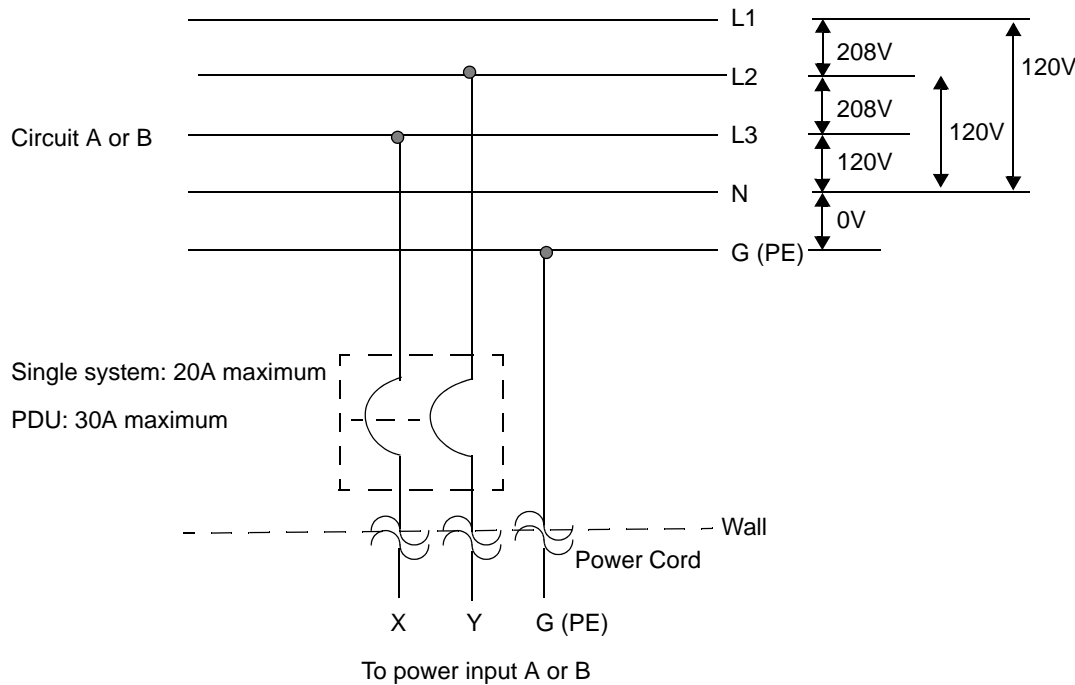 L1
208V
120V
L2
208V
120V
Circuit A or B
L3
120V
N
0V
G (PE)
Single system: 20A maximum
PDU: 30A maximum
Wall
Power Cord
X Y G (PE)
To power input A or B